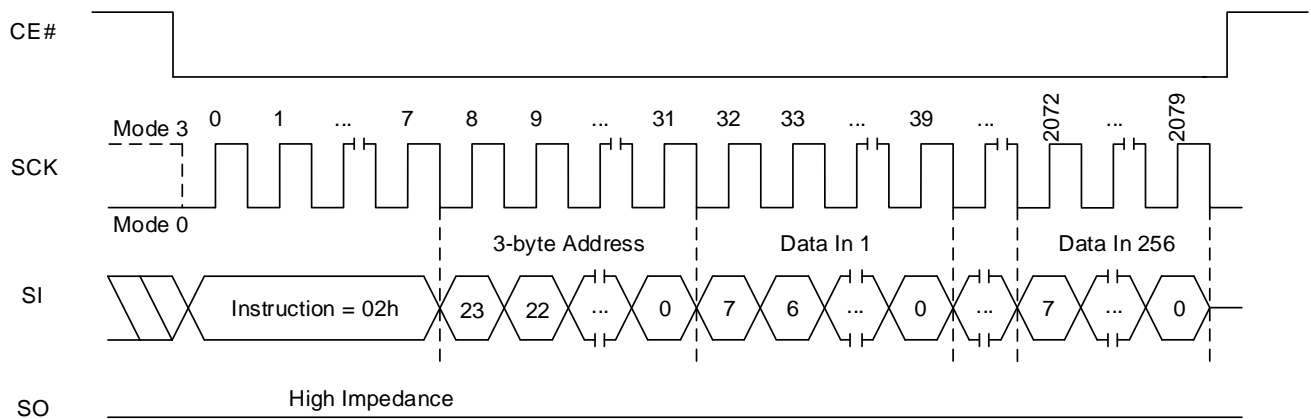 CE#
Mode 3
0 1 ... 7 8 9 ... 31 32 33 ... 39 ... 2072 ... 2079
SCK
Mode 0
3-byte Address Data In 1 Data In 256
SI
Instruction = 02h 23 22 ... 0 7 6 ... 0 ... 7 ... 0
High Impedance
SO